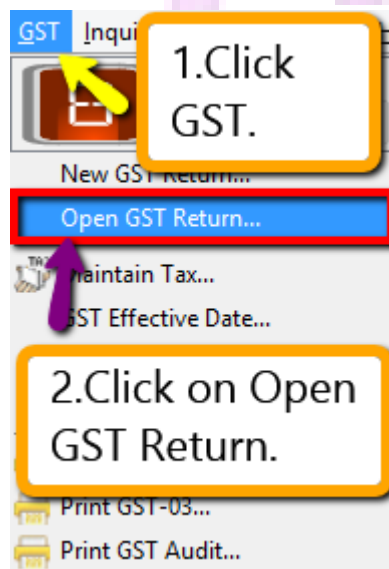 GST Inqui
1.Click
GST.
New GST Return...
Open GST Return...
Maintain Tax...
GST Effective Date...
2.Click on Open
GST Return.
Print GST-03...
Print GST Audit...